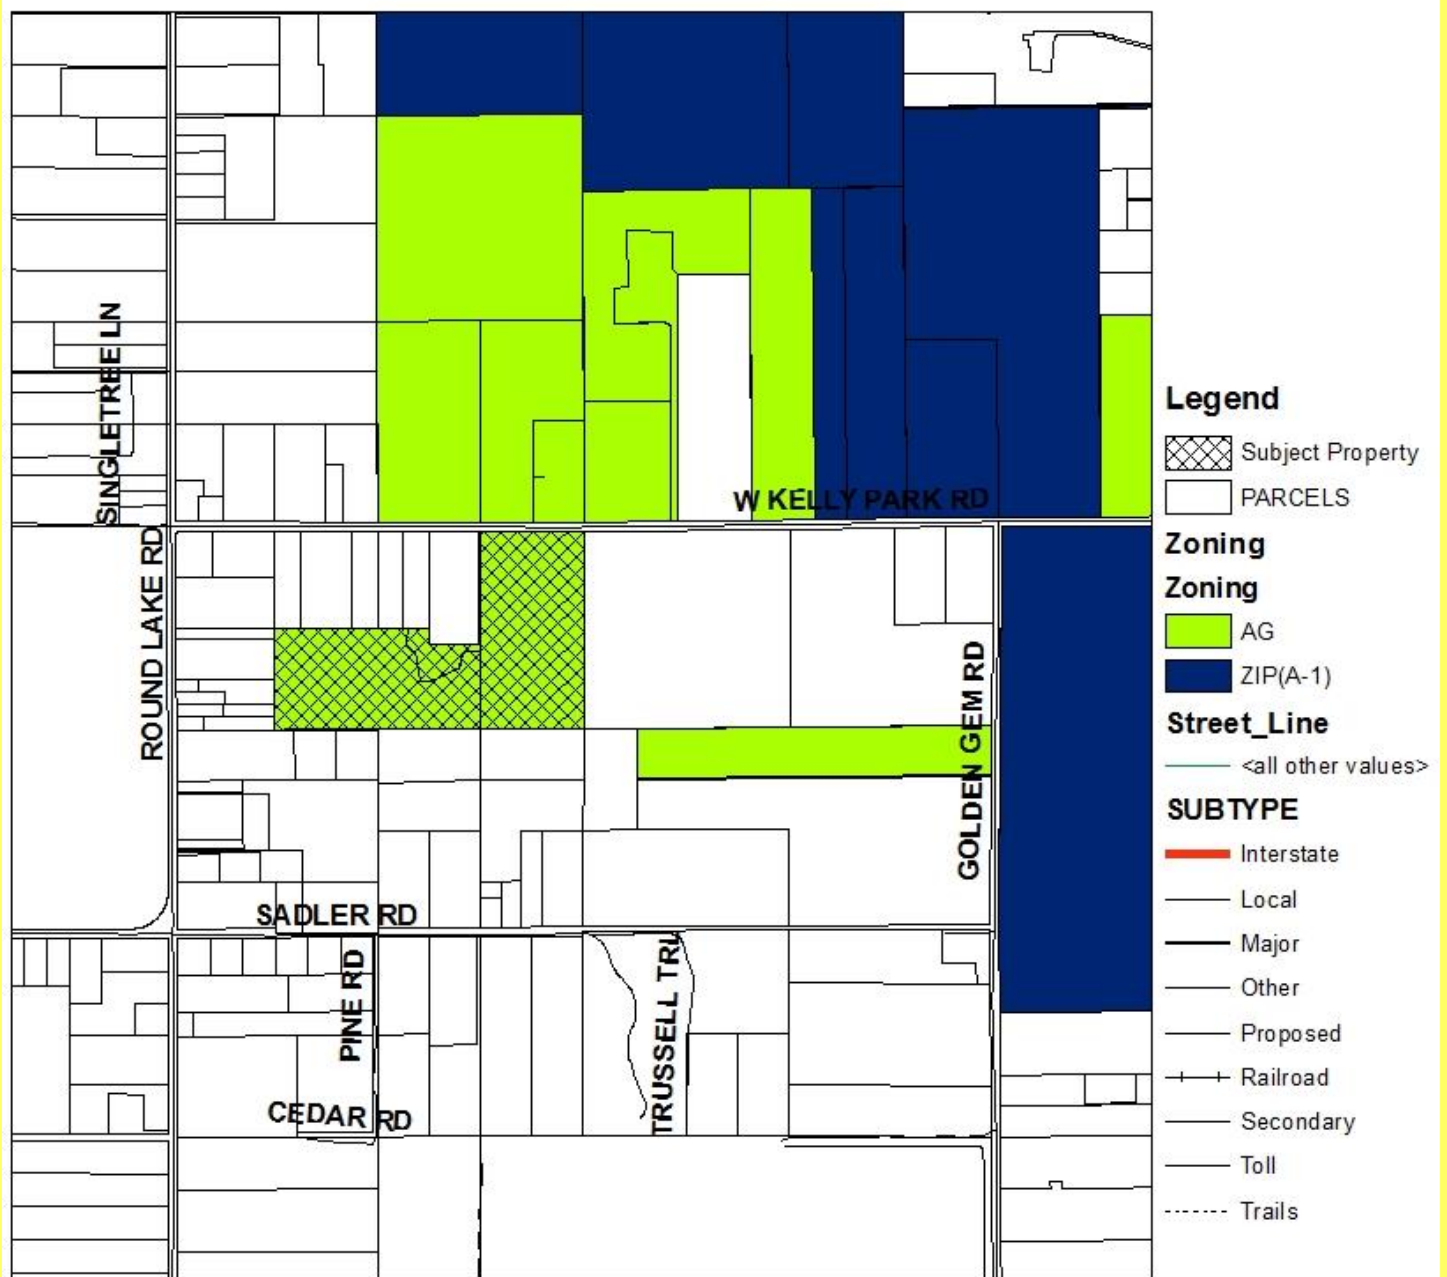 SINGLETREE LN
W KELLY PARK RD
ROUND LAKE RD
GOLDEN GEM RD
SADLER RD
PINE RD
TRUSSELL TRL
CEDAR RD
Legend
Subject Property
PARCELS
Zoning
Zoning
AG
ZIP(A-1)
Street_Line
<all other values>
SUBTYPE
Interstate
Local
Major
Other
Proposed
Railroad
Secondary
Toll
Trails